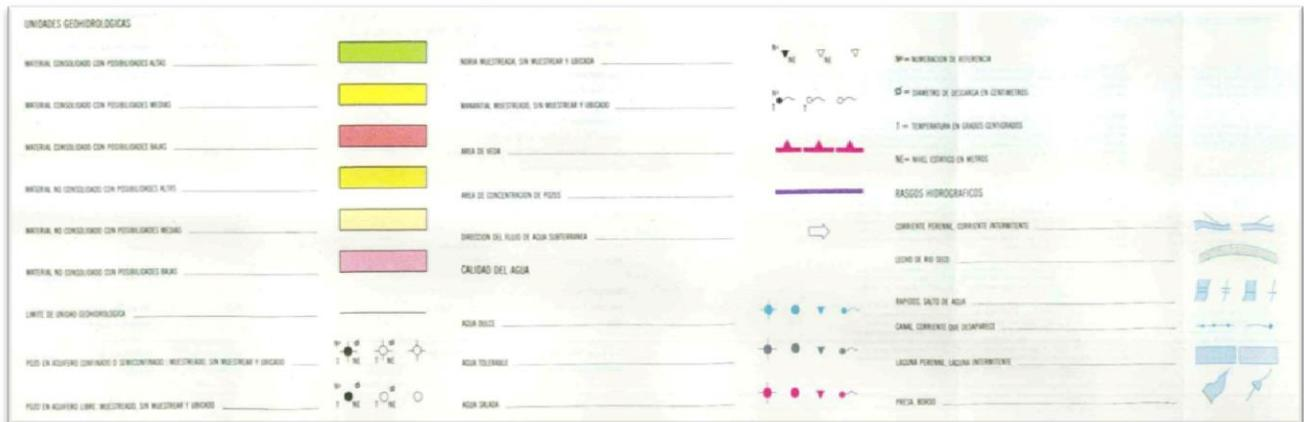 UNIDADES GEOHIDROLOGICAS
MATERIAL CONSOLIDADO CON POSIBILIDADES ALTAS
MATERIAL CONSOLIDADO CON POSIBILIDADES MEDIAS
MATERIAL CONSOLIDADO CON POSIBILIDADES BAJAS
MATERIAL NO CONSOLIDADO CON POSIBILIDADES ALTAS
MATERIAL NO CONSOLIDADO CON POSIBILIDADES MEDIAS
MATERIAL NO CONSOLIDADO CON POSIBILIDADES BAJAS
LIMITE DE UNIDAD GEOHIDROLOGICA
POZO EN ACUIFERO CONFINADO O SEMICONFINADO : MUESTREADO, SIN MUESTREAR Y UBICADO
Nº Ø Ø
T NE T NE T
POZO EN ACUIFERO LIBRE: MUESTREADO, SIN MUESTREAR Y UBICADO
Nº Ø Ø
T NE T NE
NORIA MUESTREADA, SIN MUESTREAR Y UBICADA
Nº NE NE
MANANTIAL MUESTREADO, SIN MUESTREAR Y UBICADO
Nº
T T
AREA DE VEDA
AREA DE CONCENTRACION DE POZOS
DIRECCION DEL FLUJO DE AGUA SUBTERRANEA
CALIDAD DEL AGUA
AGUA DULCE
AGUA TOLERABLE
AGUA SALADA
Nº = NUMERACION DE REFERENCIA
Ø = DIAMETRO DE DESCARGA EN CENTIMETROS
T = TEMPERATURA EN GRADOS CENTIGRADOS
NE = NIVEL ESTATICO EN METROS
RASGOS HIDROGRAFICOS
CORRIENTE PERENNE, CORRIENTE INTERMITENTE
LECHO DE RIO SECO
RAPIDOS, SALTO DE AGUA
CANAL, CORRIENTE QUE DESAPARECE
LAGUNA PERENNE, LAGUNA INTERMITENTE
PRESA, BORDO